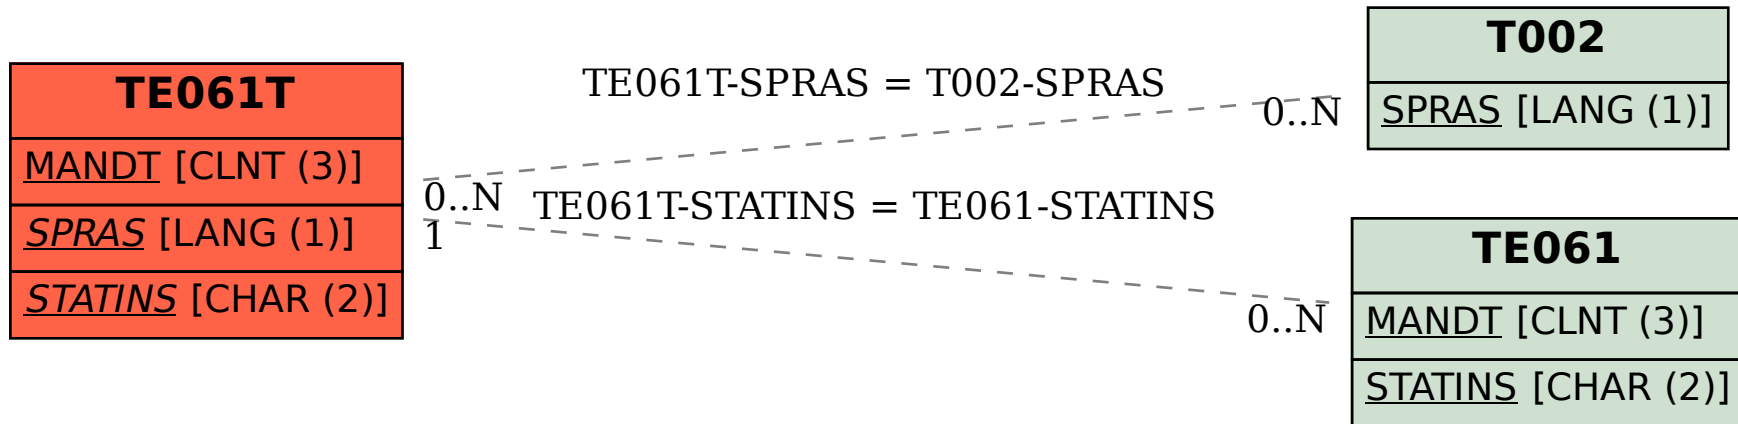 TE061T
MANDT [CLNT (3)]
SPRAS [LANG (1)]
STATINS [CHAR (2)]
TE061T-SPRAS = T002-SPRAS
0..N
0..N
TE061T-STATINS = TE061-STATINS
1
0..N
T002
SPRAS [LANG (1)]
TE061
MANDT [CLNT (3)]
STATINS [CHAR (2)]